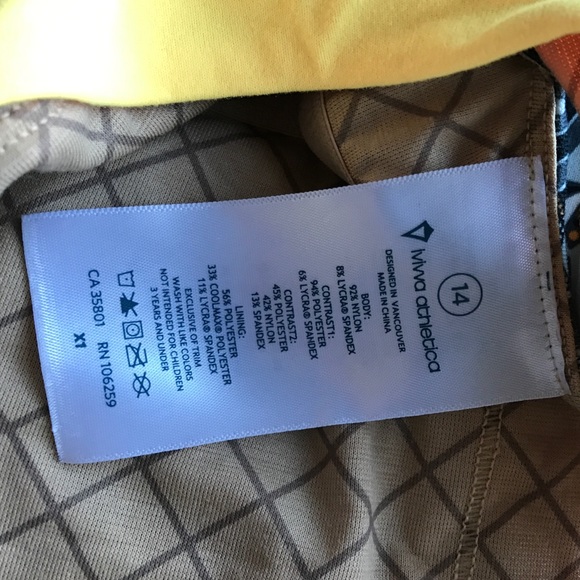 14
ivivva athletica
DESIGNED IN VANCOUVER
MADE IN CHINA
BODY:
92% NYLON
8% LYCRA® SPANDEX
CONTRAST1:
94% POLYESTER
6% LYCRA® SPANDEX
CONTRAST2:
45% POLYESTER
42% NYLON
13% SPANDEX
LINING:
56% POLYESTER
33% COOLMAX® POLYESTER
11% LYCRA® SPANDEX
EXCLUSIVE OF TRIM
WASH WITH LIKE COLORS
NOT INTENDED FOR CHILDREN
3 YEARS AND UNDER
CA 35801 RN 106259
X1